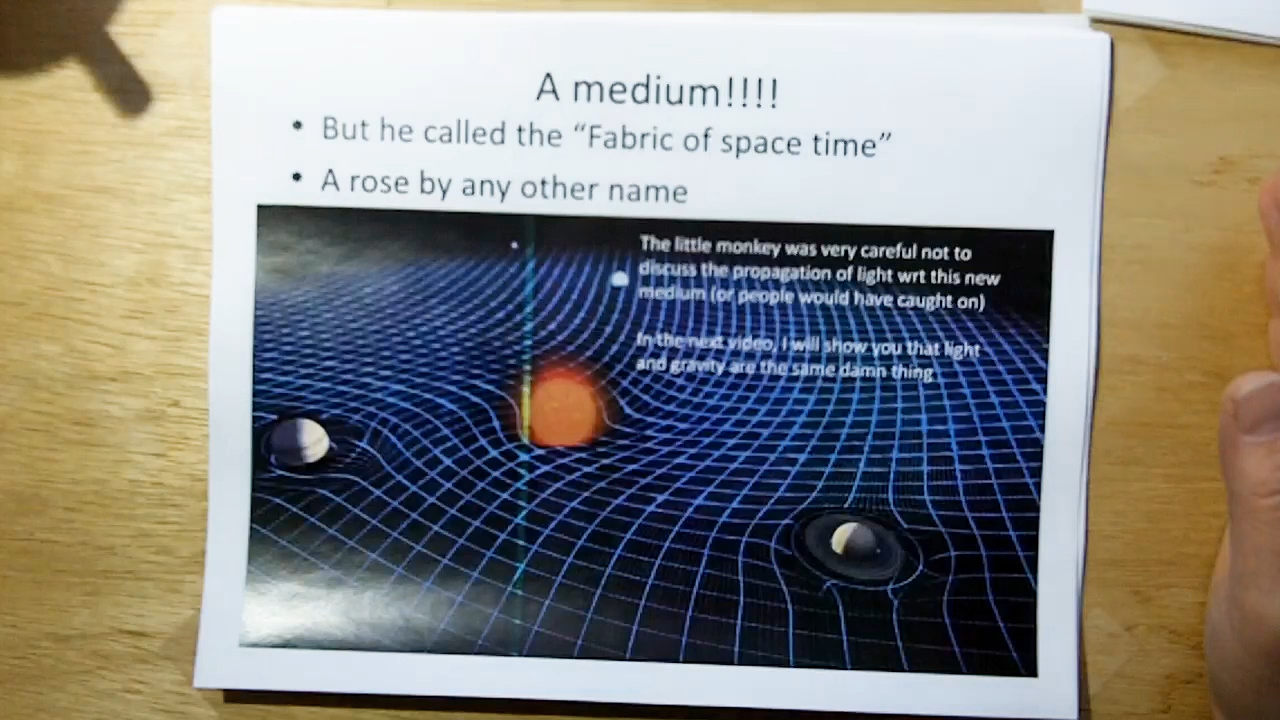 A medium!!!!
• But he called the “Fabric of space time”
• A rose by any other name
The little monkey was very careful not to
discuss the propagation of light wrt this new
medium (or people would have caught on)
In the next video, I will show you that light
and gravity are the same damn thing